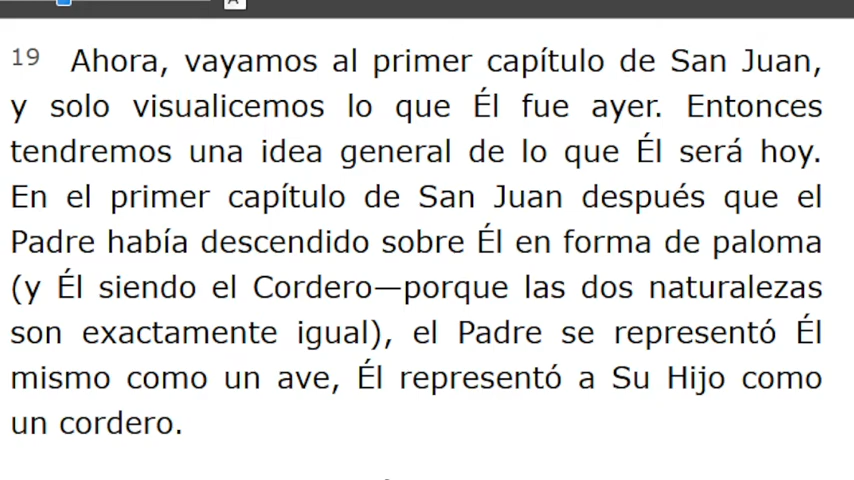 19 Ahora, vayamos al primer capítulo de San Juan,
y solo visualicemos lo que Él fue ayer. Entonces
tendremos una idea general de lo que Él será hoy.
En el primer capítulo de San Juan después que el
Padre había descendido sobre Él en forma de paloma
(y Él siendo el Cordero—porque las dos naturalezas
son exactamente igual), el Padre se representó Él
mismo como un ave, Él representó a Su Hijo como
un cordero.